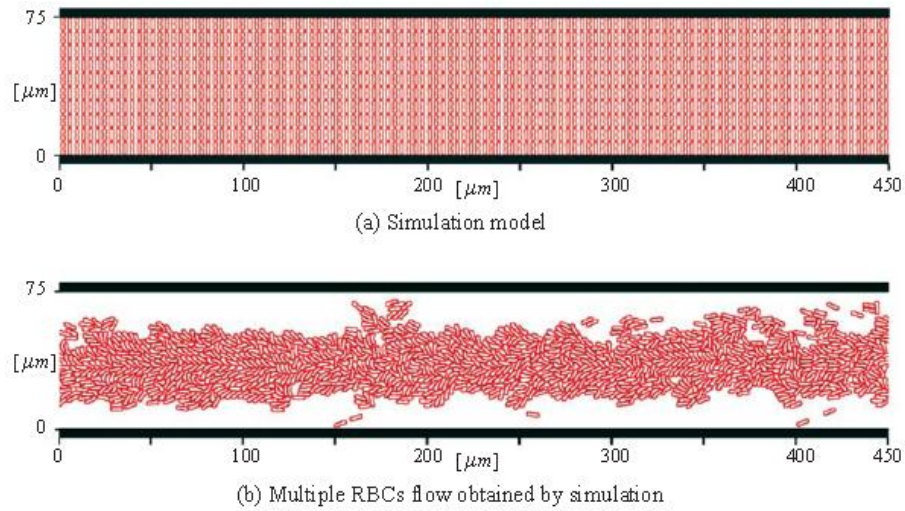 75
[μm]
0
0 100 200 300 400 450
[μm]
(a) Simulation model
75
[μm]
0
0 100 200 300 400 450
[μm]
(b) Multiple RBCs flow obtained by simulation